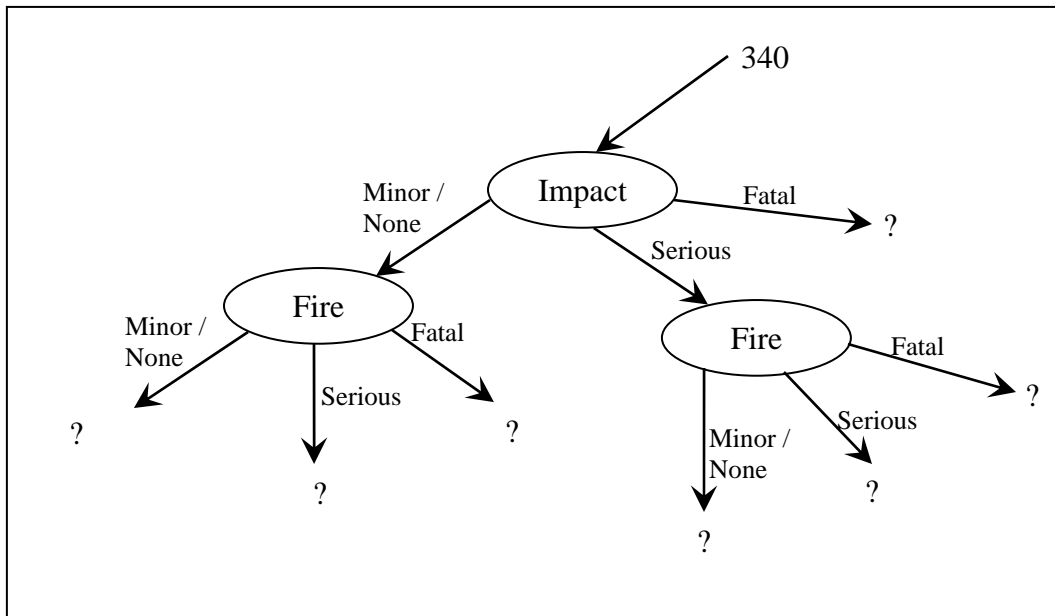 340
Impact
Minor /
None
Fatal
?
Serious
Fire
Minor /
None
Fatal
Serious
?
?
?
Fire
Fatal
?
Serious
?
Minor /
None
?